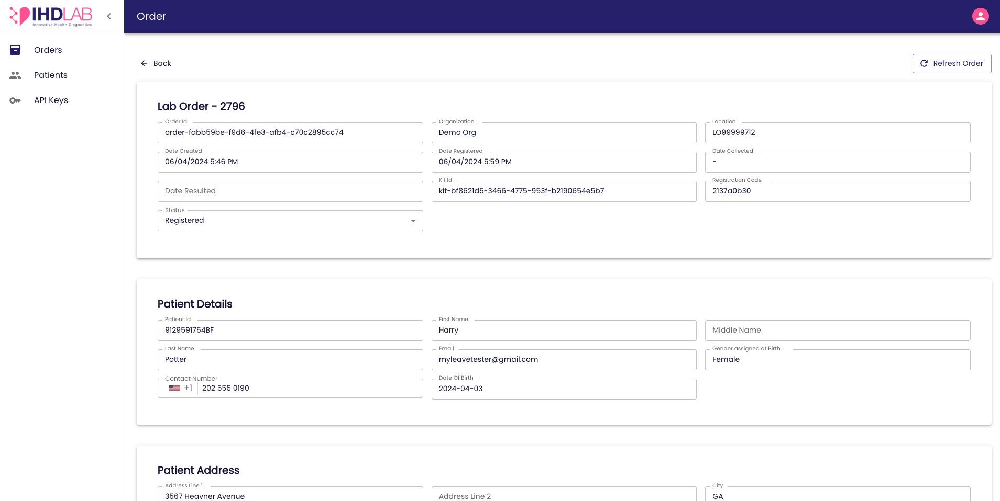 IHDLAB
Innovative Health Diagnostics
Order
Orders
Patients
API Keys
Back
Refresh Order
Lab Order - 2796
Order Id
order-fabb59be-f9d6-4fe3-afb4-c70c2895cc74
Organization
Demo Org
Location
LO99999712
Date Created
06/04/2024 5:46 PM
Date Registered
06/04/2024 5:59 PM
Date Collected
-
Date Resulted
Kit Id
kit-bf8621d5-3466-4775-953f-b2190654e5b7
Registration Code
2137a0b30
Status
Registered
Patient Details
Patient Id
9129591754BF
First Name
Harry
Middle Name
Last Name
Potter
Email
myleavetester@gmail.com
Gender assigned at Birth
Female
Contact Number
+1 202 555 0190
Date Of Birth
2024-04-03
Patient Address
Address Line 1
3567 Heavner Avenue
Address Line 2
City
GA